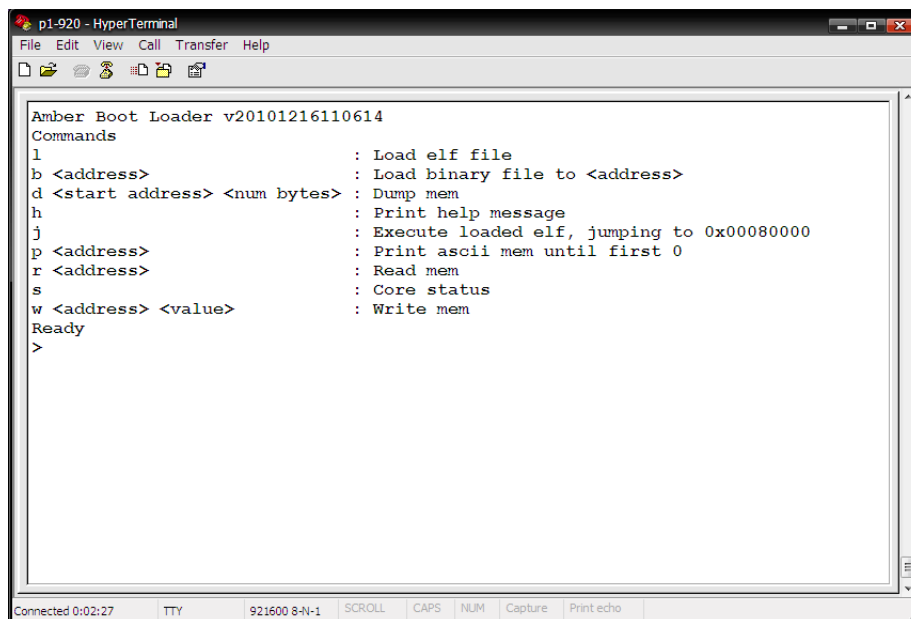 p1-920 - HyperTerminal
File Edit View Call Transfer Help
Amber Boot Loader v20101216110614
Commands
l : Load elf file
b <address> : Load binary file to <address>
d <start address> <num bytes> : Dump mem
h : Print help message
j : Execute loaded elf, jumping to 0x00080000
p <address> : Print ascii mem until first 0
r <address> : Read mem
s : Core status
w <address> <value> : Write mem
Ready
>
Connected 0:02:27 TTY 921600 8-N-1 SCROLL CAPS NUM Capture Print echo